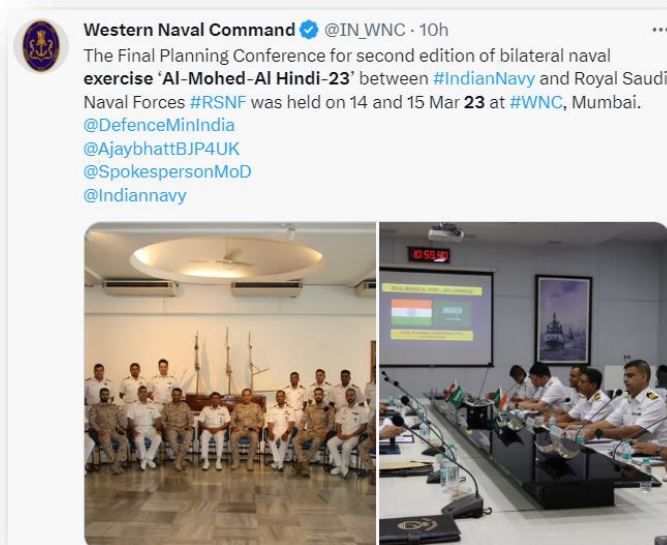 Western Naval Command @IN_WNC · 10h
The Final Planning Conference for second edition of bilateral naval
exercise ‘Al-Mohed-Al Hindi-23’ between #IndianNavy and Royal Saudi
Naval Forces #RSNF was held on 14 and 15 Mar 23 at #WNC, Mumbai.
@DefenceMinIndia
@AjaybhattBJP4UK
@SpokespersonMoD
@Indiannavy
10:59